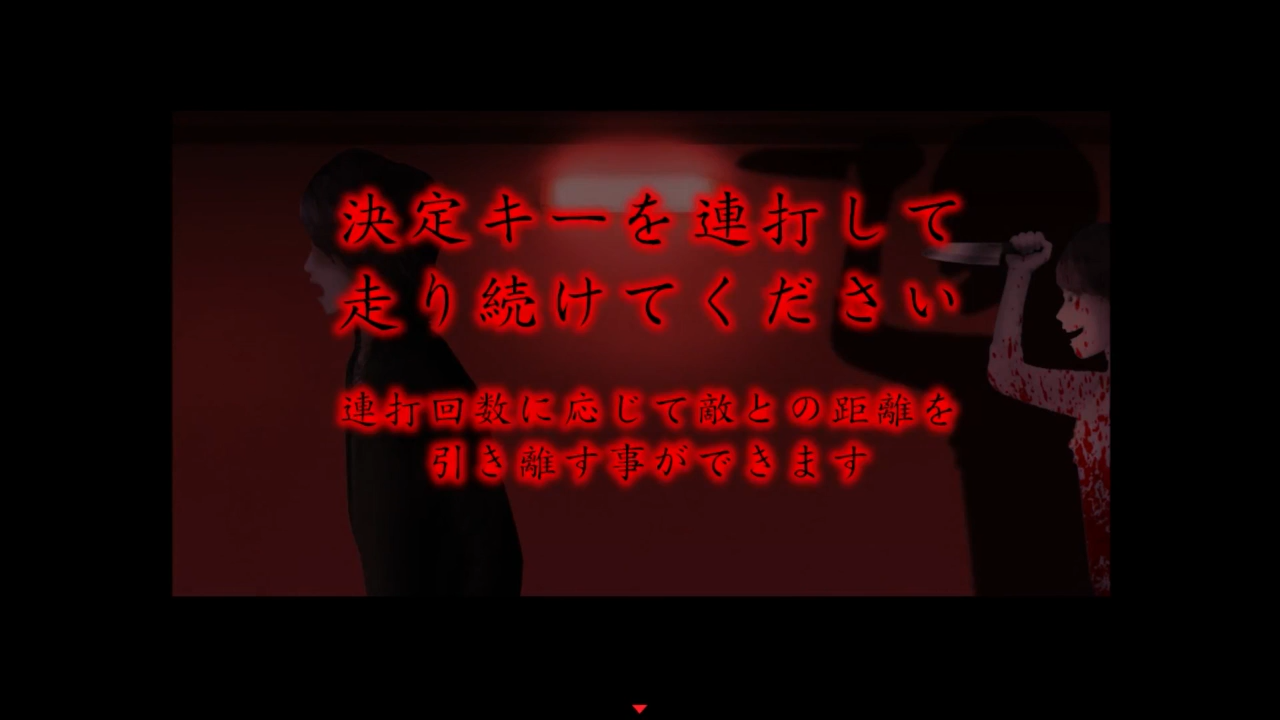 決定キーを連打して
走り続けてください
連打回数に応じて敵との距離を
引き離す事ができます